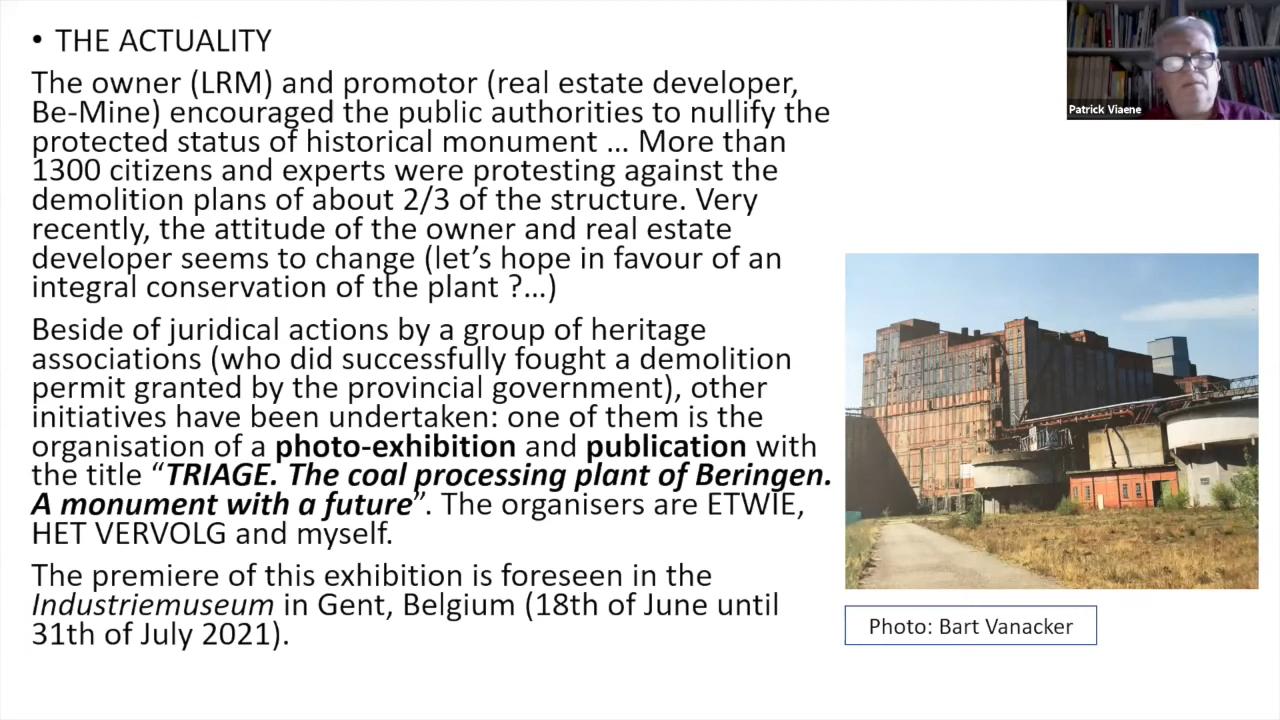 • THE ACTUALITY
The owner (LRM) and promotor (real estate developer,
Be-Mine) encouraged the public authorities to nullify the
protected status of historical monument … More than
1300 citizens and experts were protesting against the
demolition plans of about 2/3 of the structure. Very
recently, the attitude of the owner and real estate
developer seems to change (let’s hope in favour of an
integral conservation of the plant ?…)
Beside of juridical actions by a group of heritage
associations (who did successfully fought a demolition
permit granted by the provincial government), other
initiatives have been undertaken: one of them is the
organisation of a photo-exhibition and publication with
the title “TRIAGE. The coal processing plant of Beringen.
A monument with a future”. The organisers are ETWIE,
HET VERVOLG and myself.
The premiere of this exhibition is foreseen in the
Industriemuseum in Gent, Belgium (18th of June until
31th of July 2021).
Patrick Viaene
Photo: Bart Vanacker